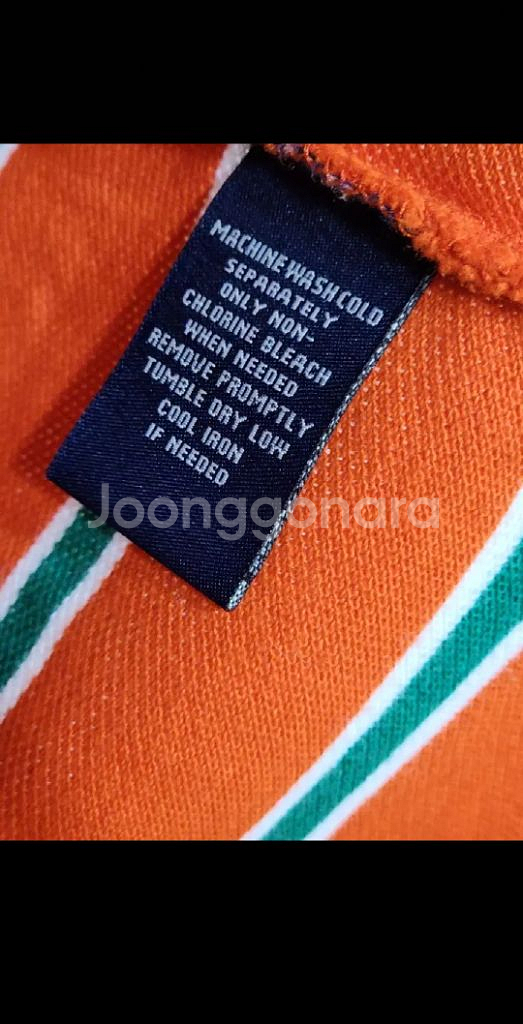 MACHINE WASH COLD
SEPARATELY
ONLY NON-
CHLORINE BLEACH
WHEN NEEDED
REMOVE PROMPTLY
TUMBLE DRY LOW
COOL IRON
IF NEEDED
Joonggonara